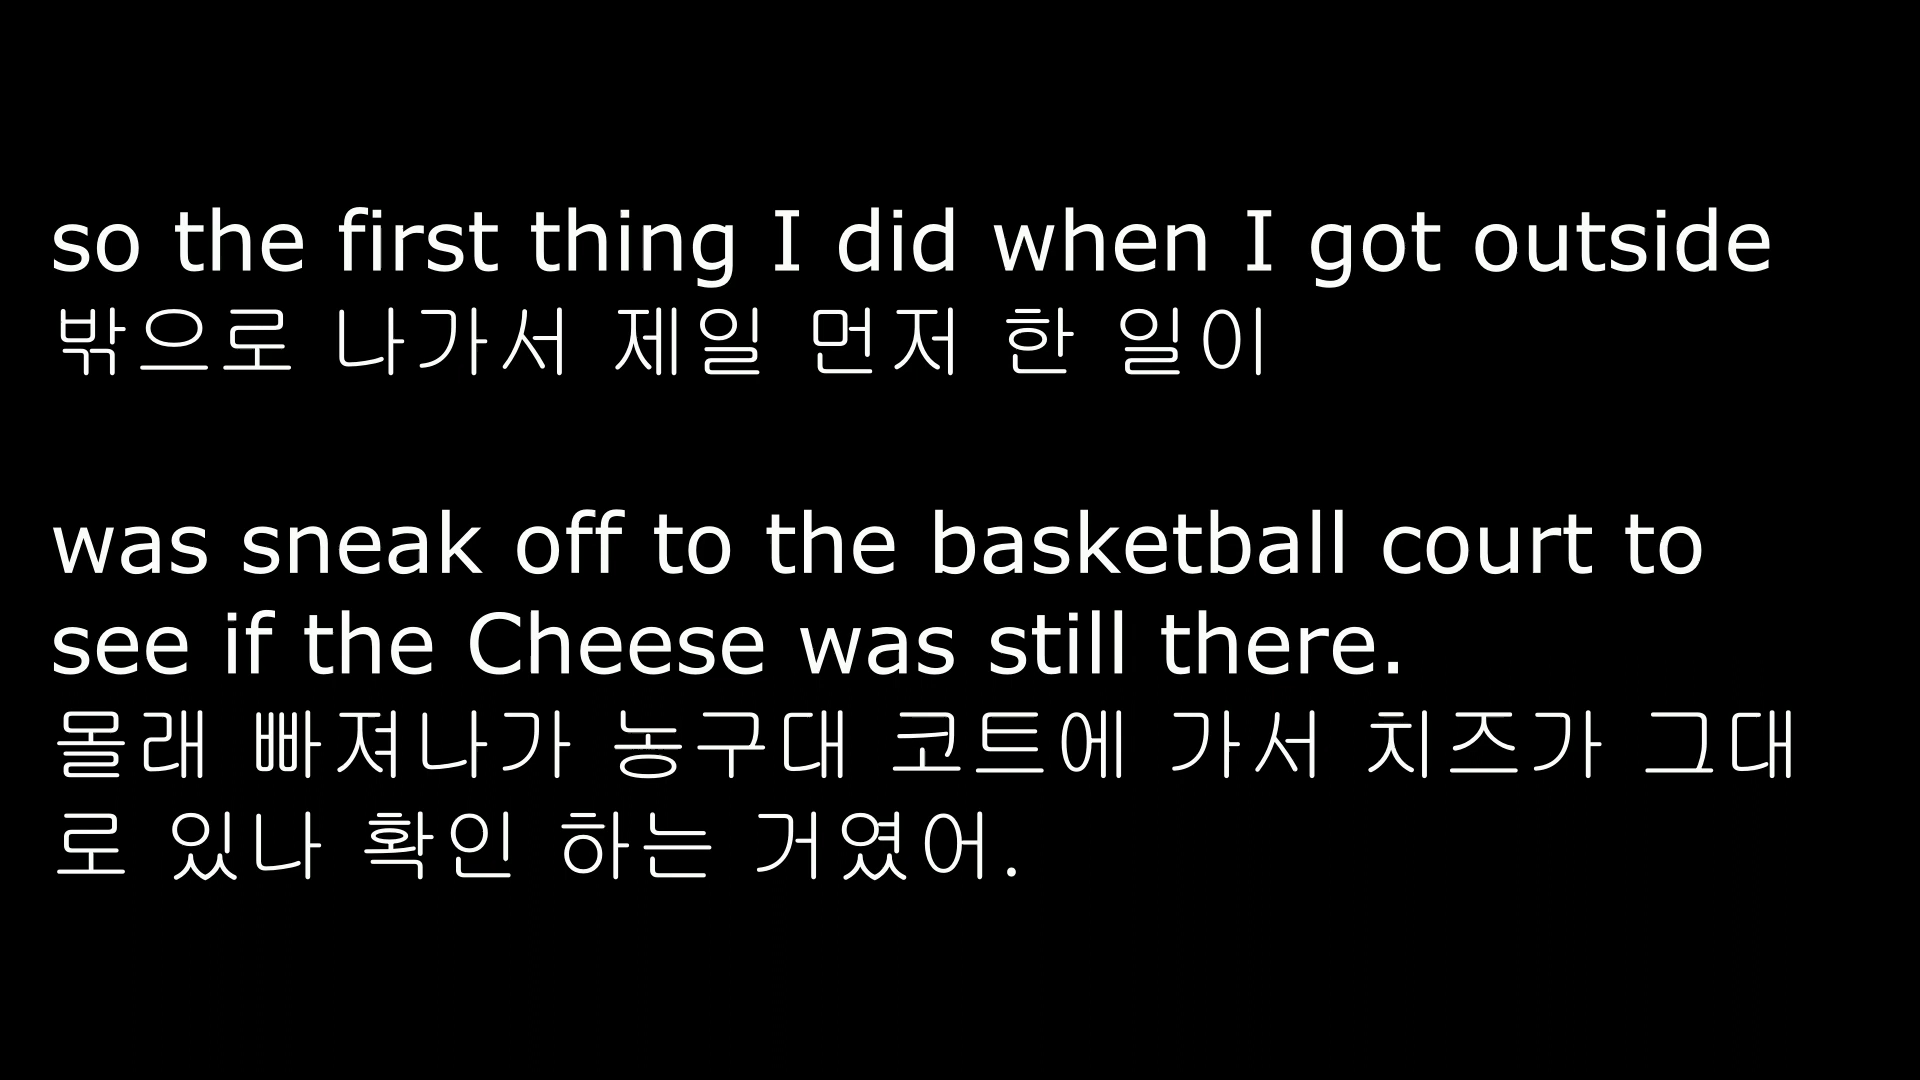 so the first thing I did when I got outside
밖으로 나가서 제일 먼저 한 일이
was sneak off to the basketball court to
see if the Cheese was still there.
몰래 빠져나가 농구대 코트에 가서 치즈가 그대
로 있나 확인 하는 거였어.